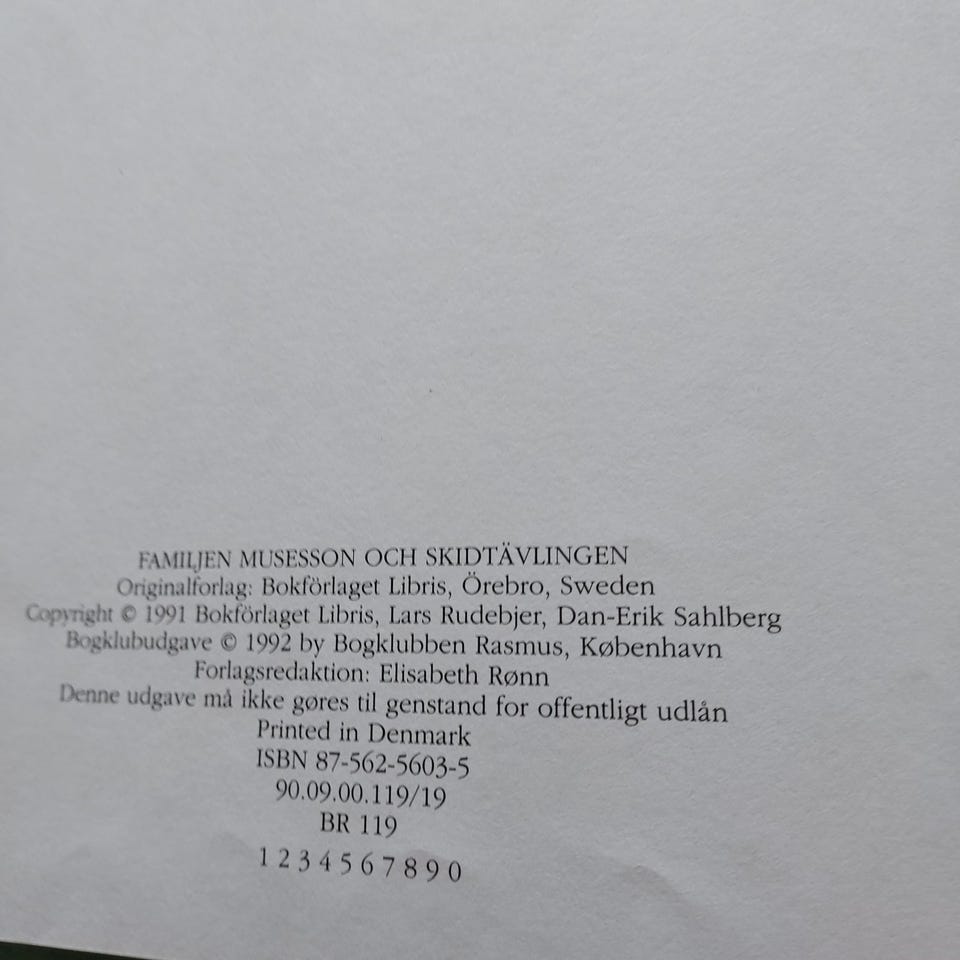 FAMILJEN MUSESSON OCH SKIDTÄVLINGEN
Originalforlag: Bokförlaget Libris, Örebro, Sweden
Copyright © 1991 Bokförlaget Libris, Lars Rudebjer, Dan-Erik Sahlberg
Bogklubudgave © 1992 by Bogklubben Rasmus, København
Forlagsredaktion: Elisabeth Rønn
Denne udgave må ikke gøres til genstand for offentligt udlån
Printed in Denmark
ISBN 87-562-5603-5
90.09.00.119/19
BR 119
1 2 3 4 5 6 7 8 9 0